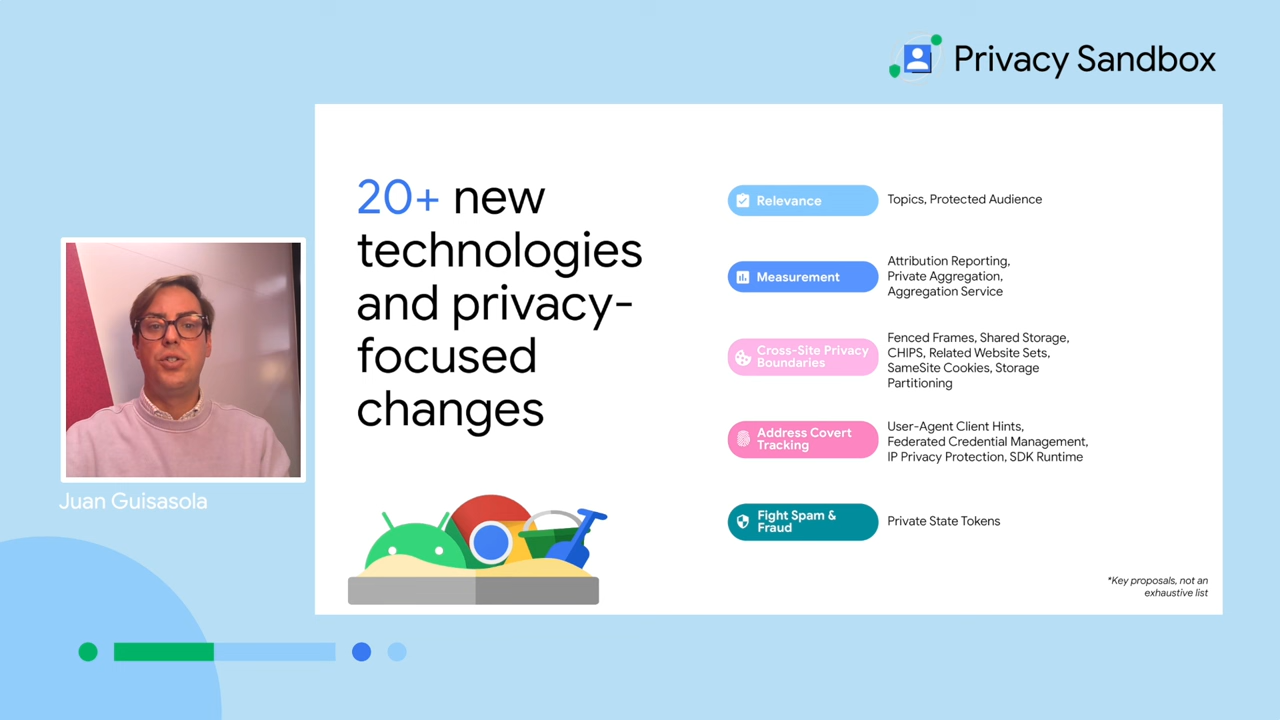 Privacy Sandbox
20+ new
technologies
and privacy-
focused
changes
Relevance
Topics, Protected Audience
Measurement
Attribution Reporting,
Private Aggregation,
Aggregation Service
Cross-Site Privacy
Boundaries
Fenced Frames, Shared Storage,
CHIPS, Related Website Sets,
SameSite Cookies, Storage
Partitioning
Address Covert
Tracking
User-Agent Client Hints,
Federated Credential Management,
IP Privacy Protection, SDK Runtime
Fight Spam &
Fraud
Private State Tokens
*Key proposals, not an
exhaustive list
Juan Guisasola